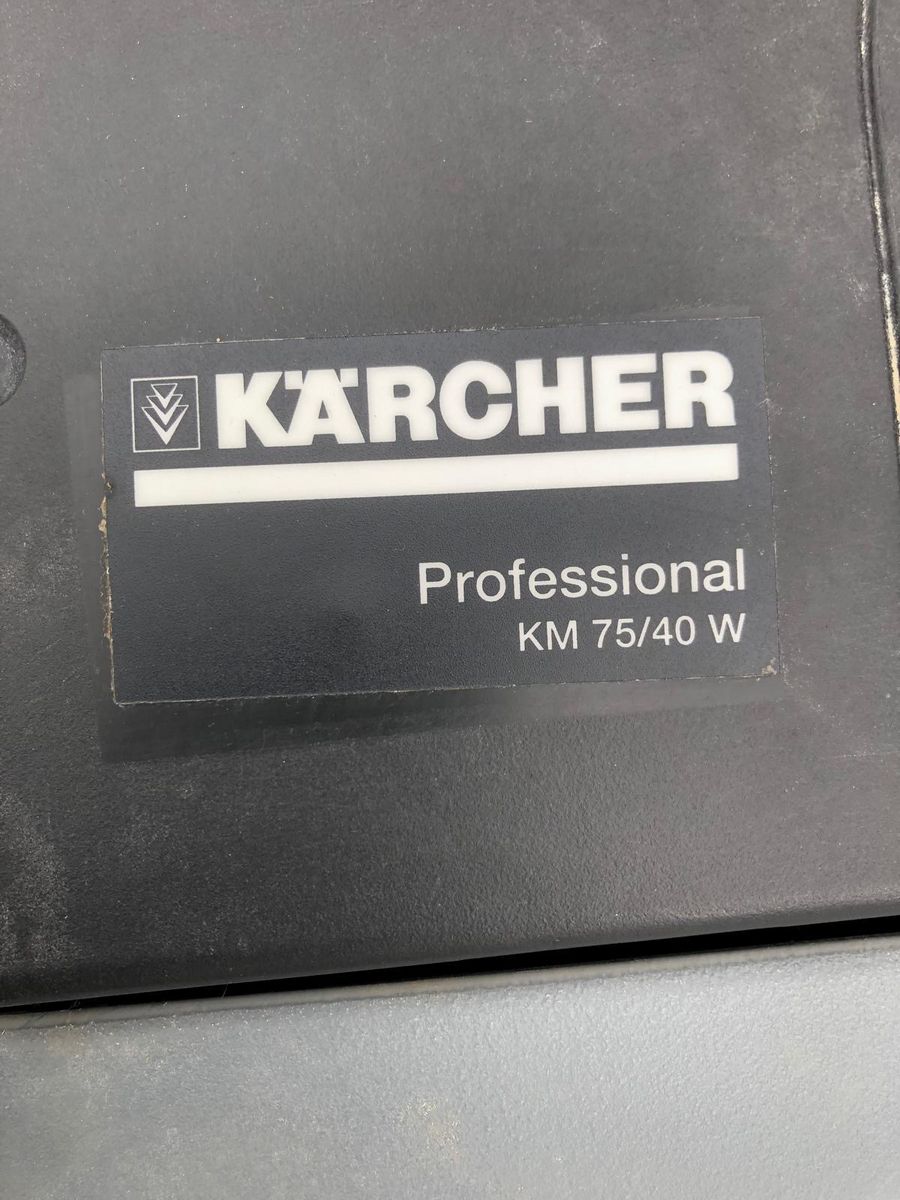 KÄRCHER
Professional
KM 75/40 W